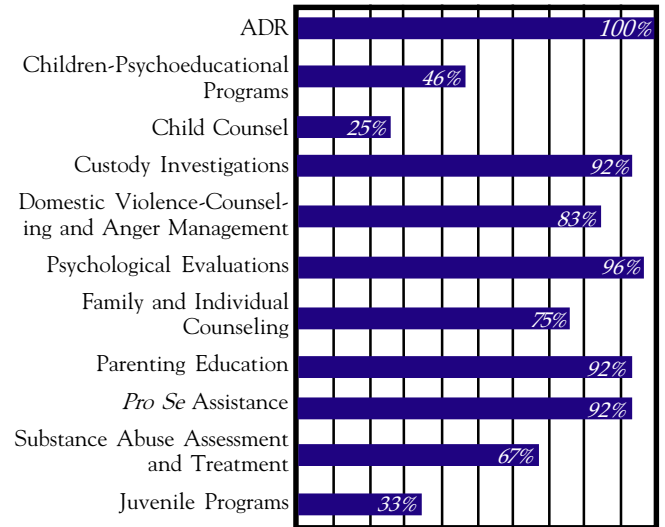 ADR 100%
Children-Psychoeducational
Programs 46%
Child Counsel 25%
Custody Investigations 92%
Domestic Violence-Counsel-
ing and Anger Management 83%
Psychological Evaluations 96%
Family and Individual
Counseling 75%
Parenting Education 92%
Pro Se Assistance 92%
Substance Abuse Assessment
and Treatment 67%
Juvenile Programs 33%